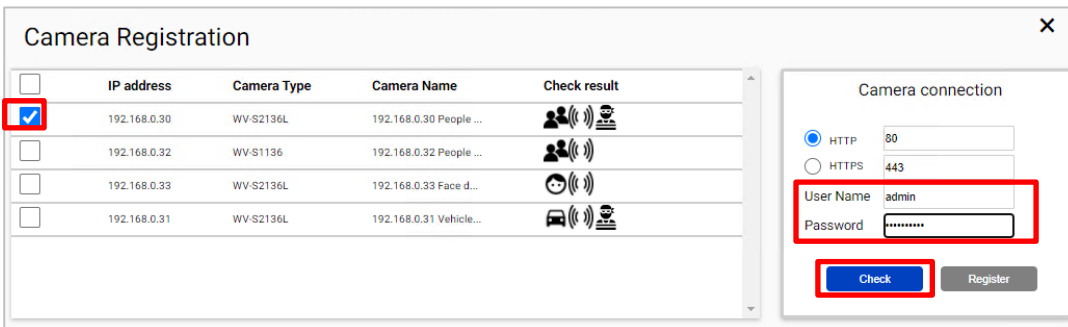 Camera Registration
IP address Camera Type Camera Name Check result
192.168.0.30 WV-S2136L 192.168.0.30 People ...
192.168.0.32 WV-S1136 192.168.0.32 People ...
192.168.0.33 WV-S2136L 192.168.0.33 Face d...
192.168.0.31 WV-S2136L 192.168.0.31 Vehicle...
Camera connection
HTTP 80
HTTPS 443
User Name admin
Password ••••••••••
Check Register